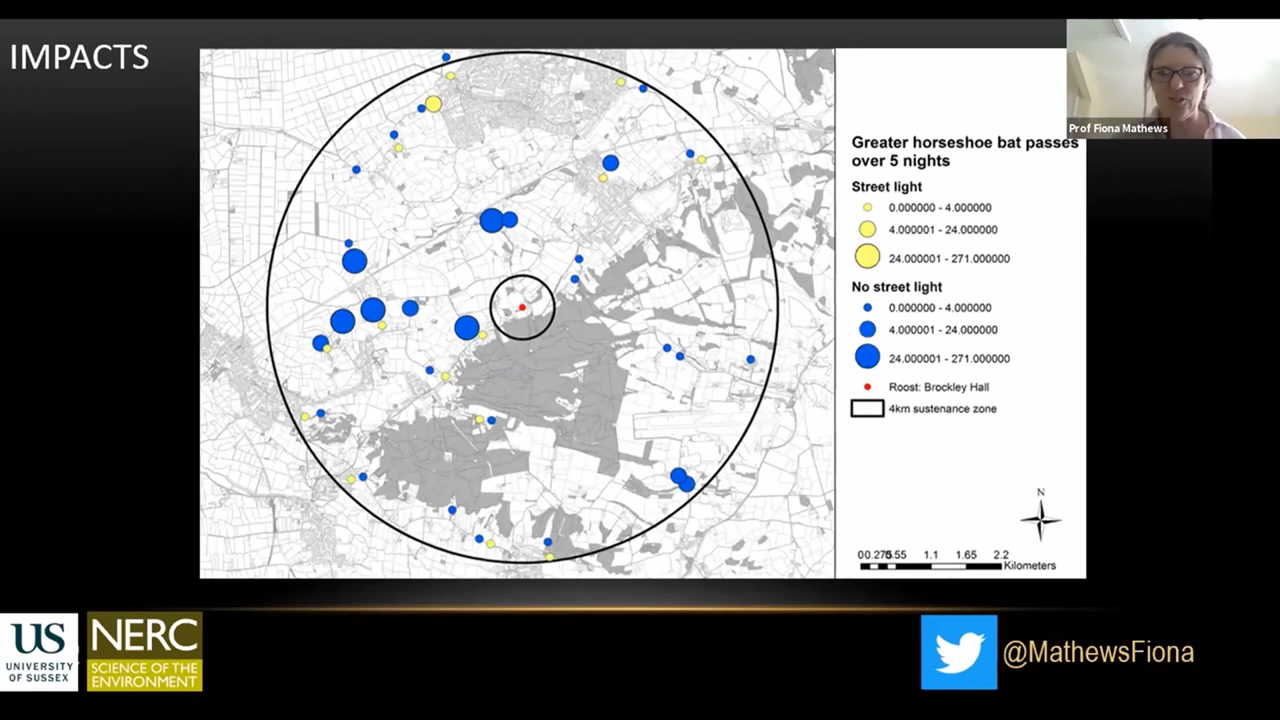 IMPACTS
Prof Fiona Mathews
Greater horseshoe bat passes
over 5 nights
Street light
0.000000 - 4.000000
4.000001 - 24.000000
24.000001 - 271.000000
No street light
0.000000 - 4.000000
4.000001 - 24.000000
24.000001 - 271.000000
Roost: Brockley Hall
4km sustenance zone
N
1.1 1.65 2.2
Kilometers
US
UNIVERSITY
OF SUSSEX
NERC
SCIENCE OF THE
ENVIRONMENT
@MathewsFiona